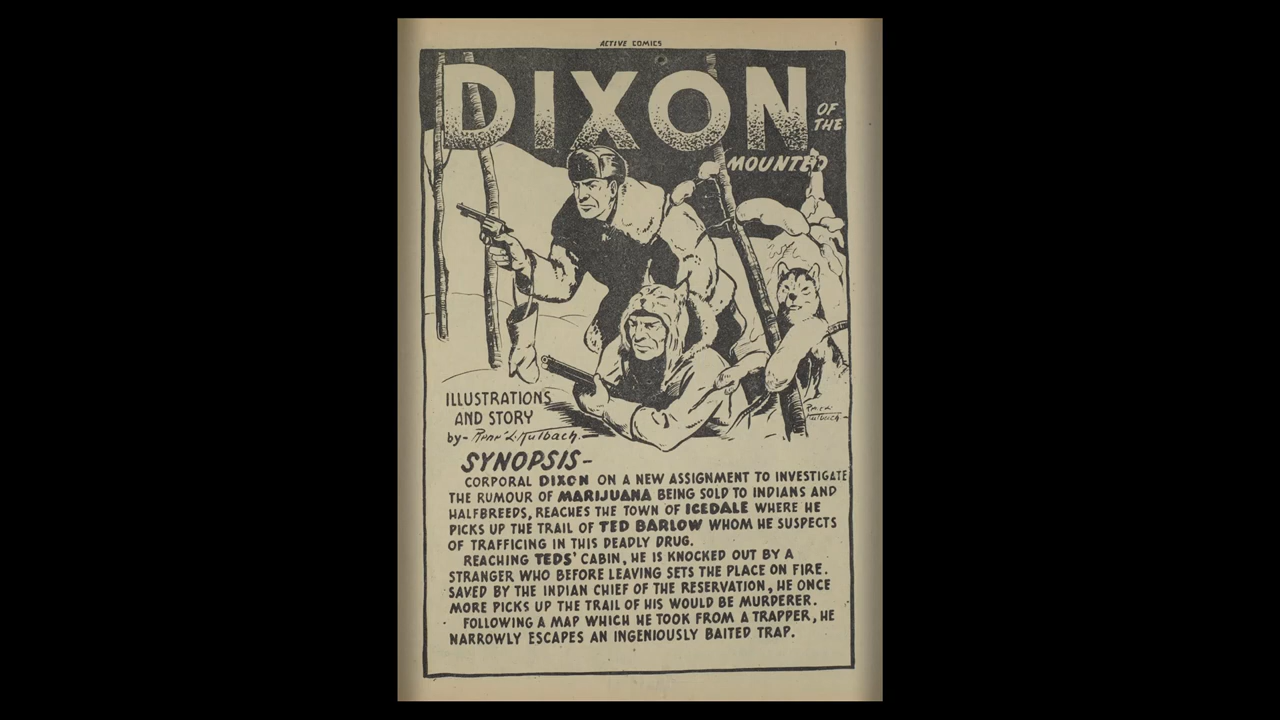 ACTIVE COMICS 1
DIXON
OF
THE
MOUNTED
ILLUSTRATIONS
AND STORY
by- L. Kulbach.
SYNOPSIS-
CORPORAL DIXON ON A NEW ASSIGNMENT TO INVESTIGATE
THE RUMOUR OF MARIJUANA BEING SOLD TO INDIANS AND
HALFBREEDS, REACHES THE TOWN OF ICEDALE WHERE HE
PICKS UP THE TRAIL OF TED BARLOW WHOM HE SUSPECTS
OF TRAFFICING IN THIS DEADLY DRUG.
REACHING TEDS' CABIN, HE IS KNOCKED OUT BY A
STRANGER WHO BEFORE LEAVING SETS THE PLACE ON FIRE.
SAVED BY THE INDIAN CHIEF OF THE RESERVATION, HE ONCE
MORE PICKS UP THE TRAIL OF HIS WOULD BE MURDERER.
FOLLOWING A MAP WHICH HE TOOK FROM A TRAPPER, HE
NARROWLY ESCAPES AN INGENIOUSLY BAITED TRAP.